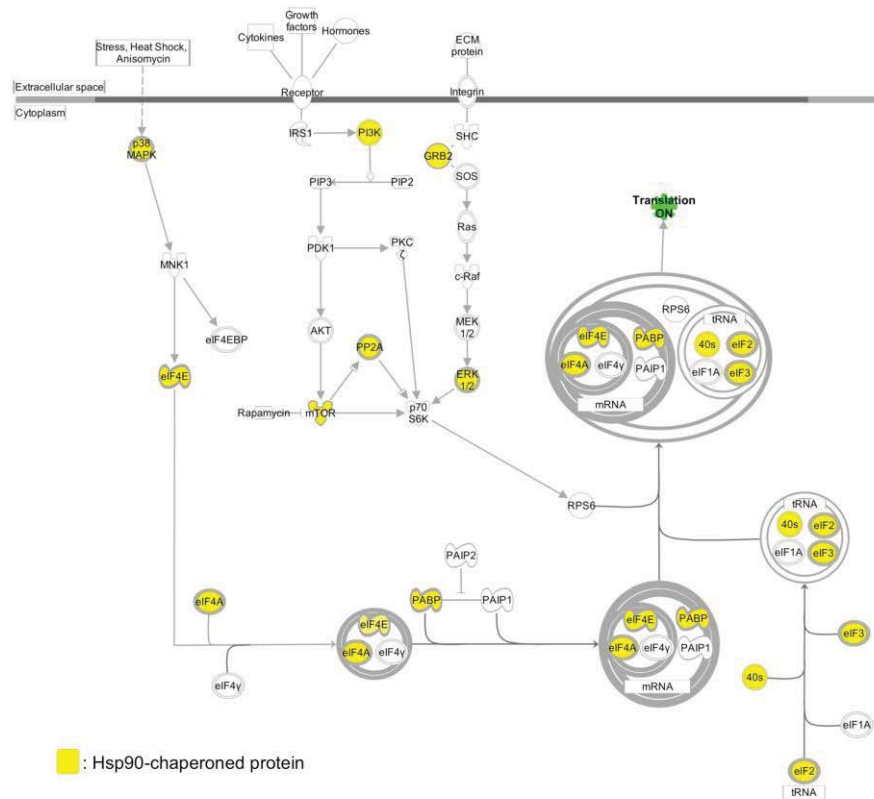 Cytokines
Growth
factors
Hormones
ECM
protein
Stress, Heat Shock,
Anisomycin
Extracellular space
Receptor
Integrin
Cytoplasm
p38
MAPK
IRS1
PI3K
SHC
GRB2
SOS
PIP3
PIP2
Ras
Translation
ON
MNK1
PDK1
PKC
ζ
c-Raf
eIF4EBP
AKT
MEK
1/2
RPS6
tRNA
eIF4E
PABP
40s
eIF2
eIF4A
eIF4γ
PAIP1
eIF1A
eIF3
mRNA
eIF4E
PP2A
ERK
1/2
Rapamycin
mTOR
p70
S6K
RPS6
tRNA
40s
eIF2
eIF1A
eIF3
PAIP2
eIF4A
PABP
PAIP1
eIF4E
eIF4A
eIF4γ
eIF4E
PABP
eIF4A
eIF4γ
PAIP1
mRNA
eIF4γ
eIF3
40s
eIF1A
eIF2
tRNA
: Hsp90-chaperoned protein